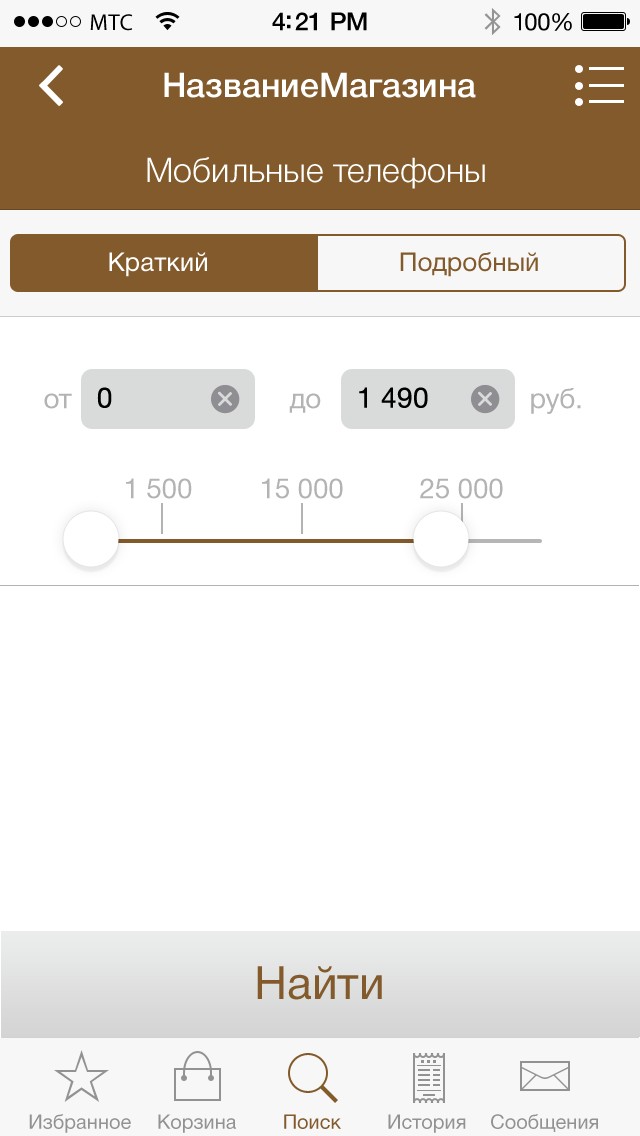 МТС 4:21 PM 100%
НазваниеМагазина
Мобильные телефоны
Краткий Подробный
от 0 до 1 490 руб.
1 500 15 000 25 000
Найти
Избранное Корзина Поиск История Сообщения